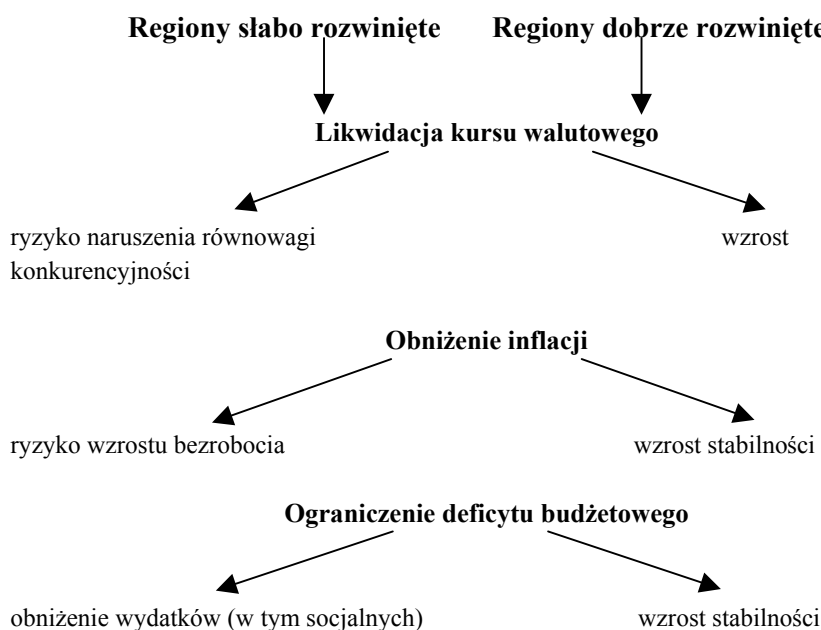 Regiony słabo rozwinięte Regiony dobrze rozwinięte
Likwidacja kursu walutowego
ryzyko naruszenia równowagi wzrost
konkurencyjności
Obniżenie inflacji
ryzyko wzrostu bezrobocia wzrost stabilności
Ograniczenie deficytu budżetowego
obniżenie wydatków (w tym socjalnych) wzrost stabilności